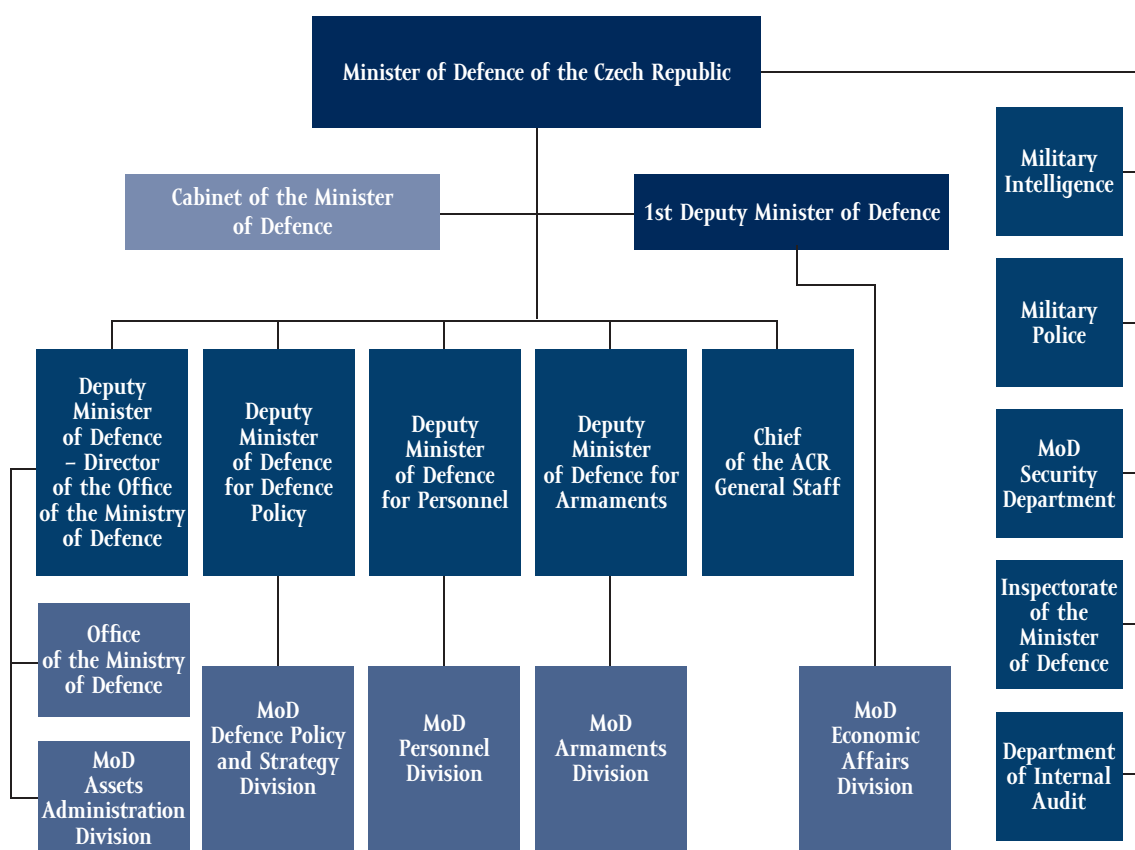 Minister of Defence of the Czech Republic
Cabinet of the Minister
of Defence
1st Deputy Minister of Defence
Military
Intelligence
Military
Police
MoD
Security
Department
Inspectorate
of the
Minister
of Defence
Department
of Internal
Audit
Deputy
Minister
of Defence
– Director
of the Office
of the Ministry
of Defence
Deputy
Minister
of Defence
for Defence
Policy
Deputy
Minister
of Defence
for Personnel
Deputy
Minister
of Defence for
Armaments
Chief
of the ACR
General Staff
Office
of the Ministry
of Defence
MoD
Assets
Administration
Division
MoD
Defence Policy
and Strategy
Division
MoD
Personnel
Division
MoD
Armaments
Division
MoD
Economic
Affairs
Division